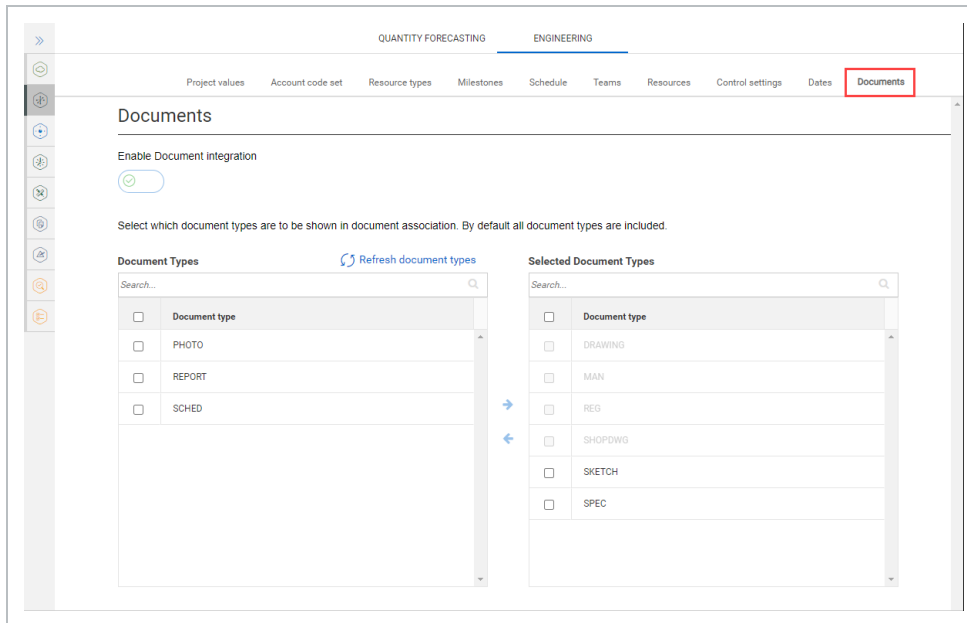 QUANTITY FORECASTING ENGINEERING
Project values Account code set Resource types Milestones Schedule Teams Resources Control settings Dates Documents
Documents
Enable Document integration
Select which document types are to be shown in document association. By default all document types are included.
Document Types Refresh document types
Search...
Document type
PHOTO
REPORT
SCHED
Selected Document Types
Search...
Document type
DRAWING
MAN
REG
SHOPDWG
SKETCH
SPEC